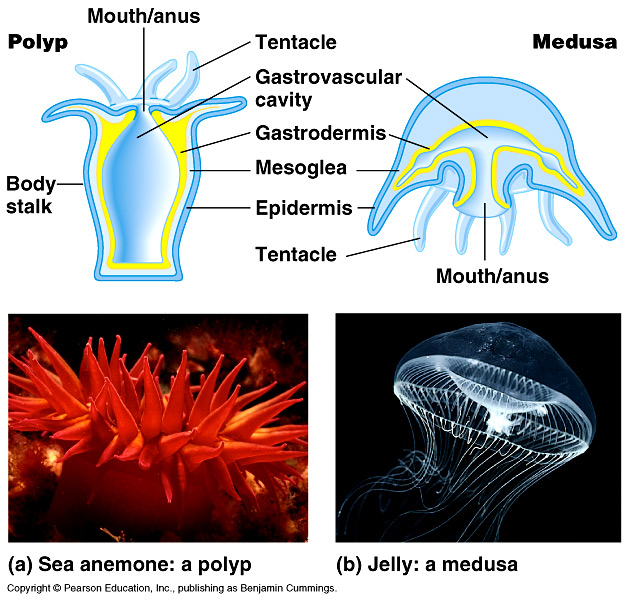 Mouth/anus
Polyp
Tentacle
Medusa
Gastrovascular
cavity
Gastrodermis
Mesoglea
Body
stalk
Epidermis
Tentacle
Mouth/anus
(a) Sea anemone: a polyp
(b) Jelly: a medusa
Copyright © Pearson Education, Inc., publishing as Benjamin Cummings.